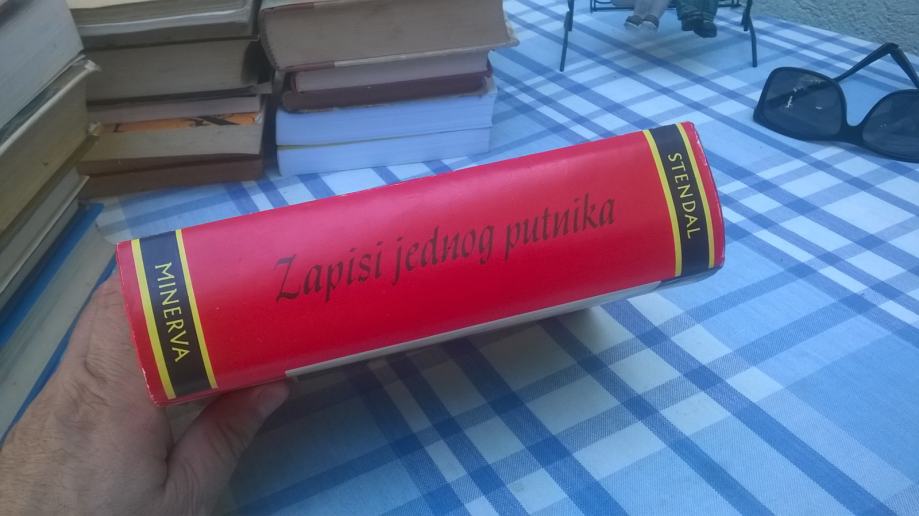 STENDAL
Zapisi jednog putnika
MINERVA